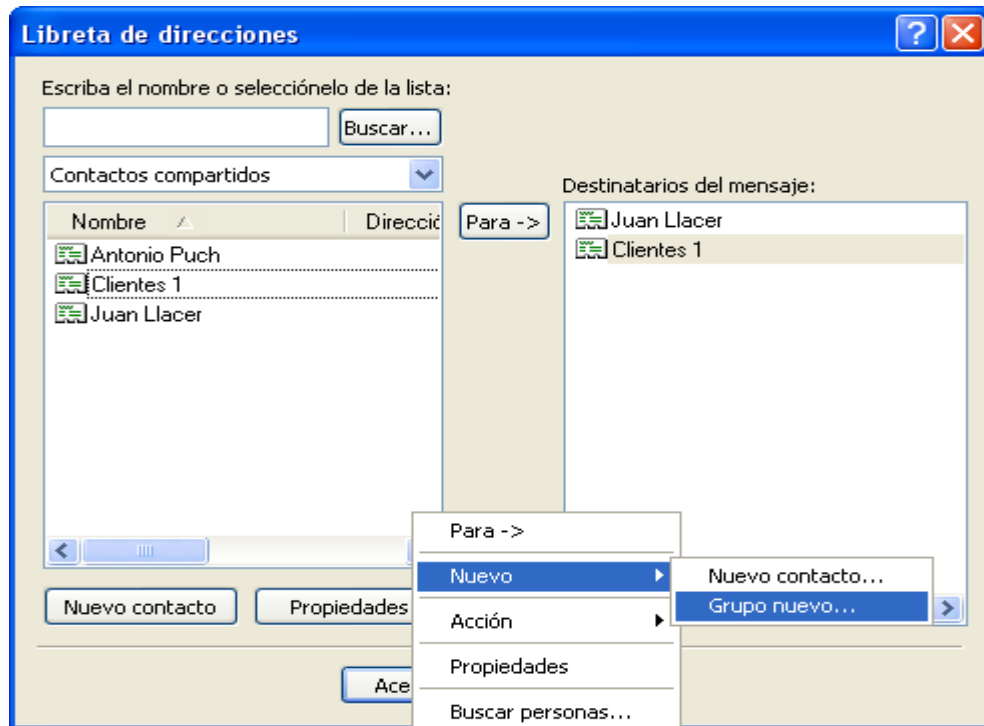 Libreta de direcciones
Escriba el nombre o selecciónelo de la lista:
Buscar...
Contactos compartidos
Destinatarios del mensaje:
Nombre Direcció
Para ->
Juan Llacer
Clientes 1
Antonio Puch
Clientes 1
Juan Llacer
Para ->
Nuevo
Nuevo contacto...
Grupo nuevo...
Nuevo contacto
Propiedades
Acción
Propiedades
Ace
Buscar personas...